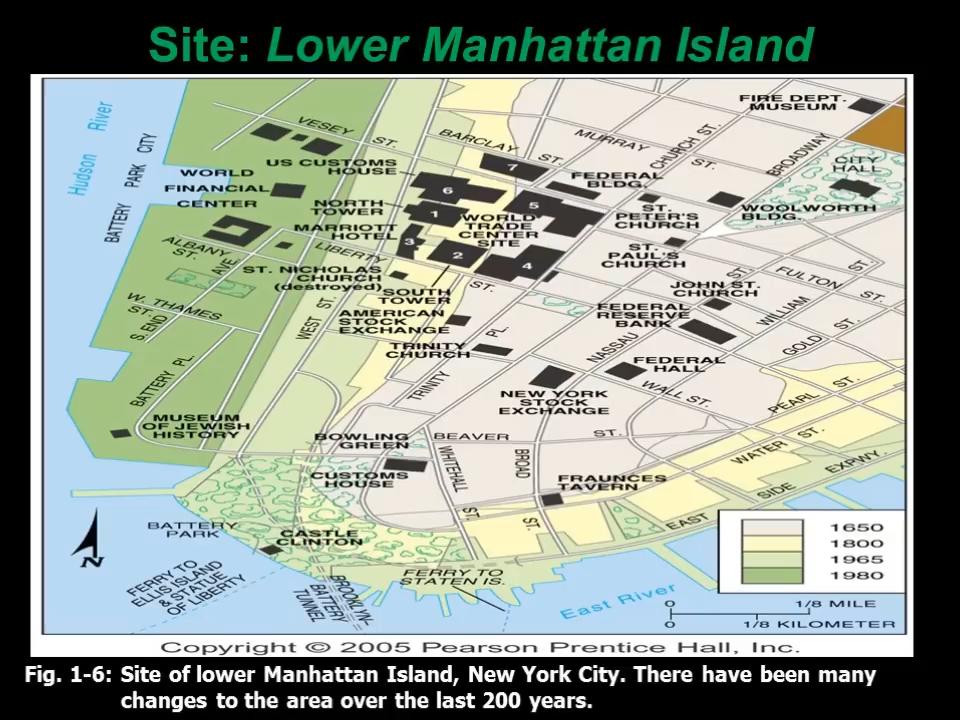 Site: Lower Manhattan Island
Hudson River
BATTERY PARK CITY
VESEY ST.
BARCLAY ST.
MURRAY ST.
CHURCH ST.
BROADWAY
FIRE DEPT.
MUSEUM
CITY
HALL
US CUSTOMS
HOUSE
WORLD
FINANCIAL
CENTER
NORTH
TOWER
MARRIOTT
HOTEL
7
6
5
1
3
2
4
WORLD
TRADE
CENTER
SITE
FEDERAL
BLDG.
ST.
PETER'S
CHURCH
WOOLWORTH
BLDG.
ST.
PAUL'S
CHURCH
ALBANY
ST.
AVE
LIBERTY
ST.
ST. NICHOLAS
CHURCH
(destroyed)
SOUTH
TOWER
AMERICAN
STOCK
EXCHANGE
TRINITY
CHURCH
JOHN ST.
CHURCH
FEDERAL
RESERVE
BANK
FULTON ST.
WILLIAM ST.
GOLD ST.
NASSAU
FEDERAL
HALL
WALL ST.
PEARL ST.
WATER ST.
EAST SIDE EXPWY.
W. THAMES
ST.
S. END
WEST ST.
BATTERY PL.
TRINITY PL.
NEW YORK
STOCK
EXCHANGE
MUSEUM
OF JEWISH
HISTORY
BOWLING
GREEN
BEAVER ST.
WHITEHALL ST.
BROAD ST.
CUSTOMS
HOUSE
FRAUNCES
TAVERN
BATTERY
PARK
CASTLE
CLINTON
N
FERRY TO
ELLIS ISLAND
& STATUE
OF LIBERTY
BROOKLYN-
BATTERY
TUNNEL
FERRY TO
STATEN IS.
East River
1650
1800
1965
1980
0 1/8 MILE
0 1/8 KILOMETER
Copyright © 2005 Pearson Prentice Hall, Inc.
Fig. 1-6: Site of lower Manhattan Island, New York City. There have been many
changes to the area over the last 200 years.